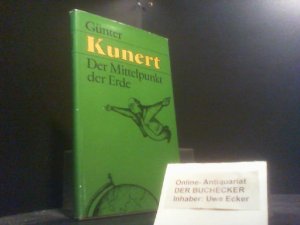 Günter
Kunert
Der Mittelpunkt
der Erde
Online- Antiquariat
DER BUCHECKER
Inhaber: Uwe Ecker